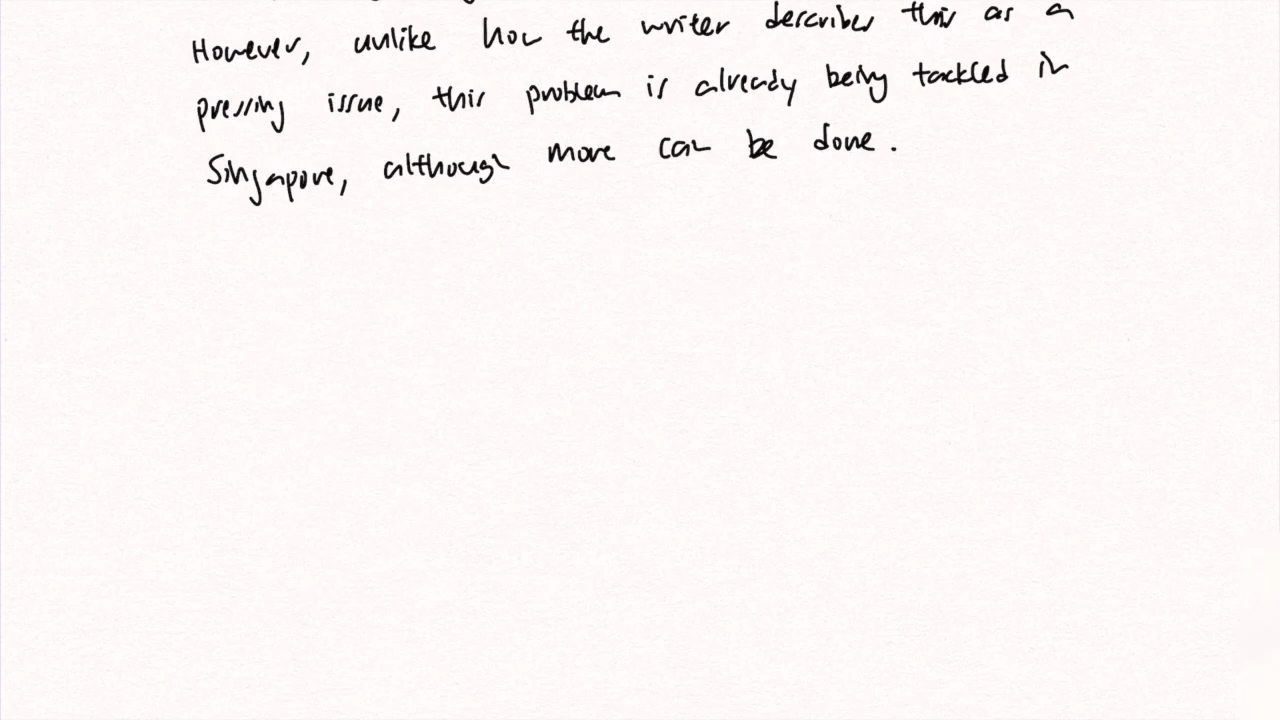 However, unlike how the writer describes this as a
pressing issue, this problem is already being tackled in
Singapore, although more can be done.